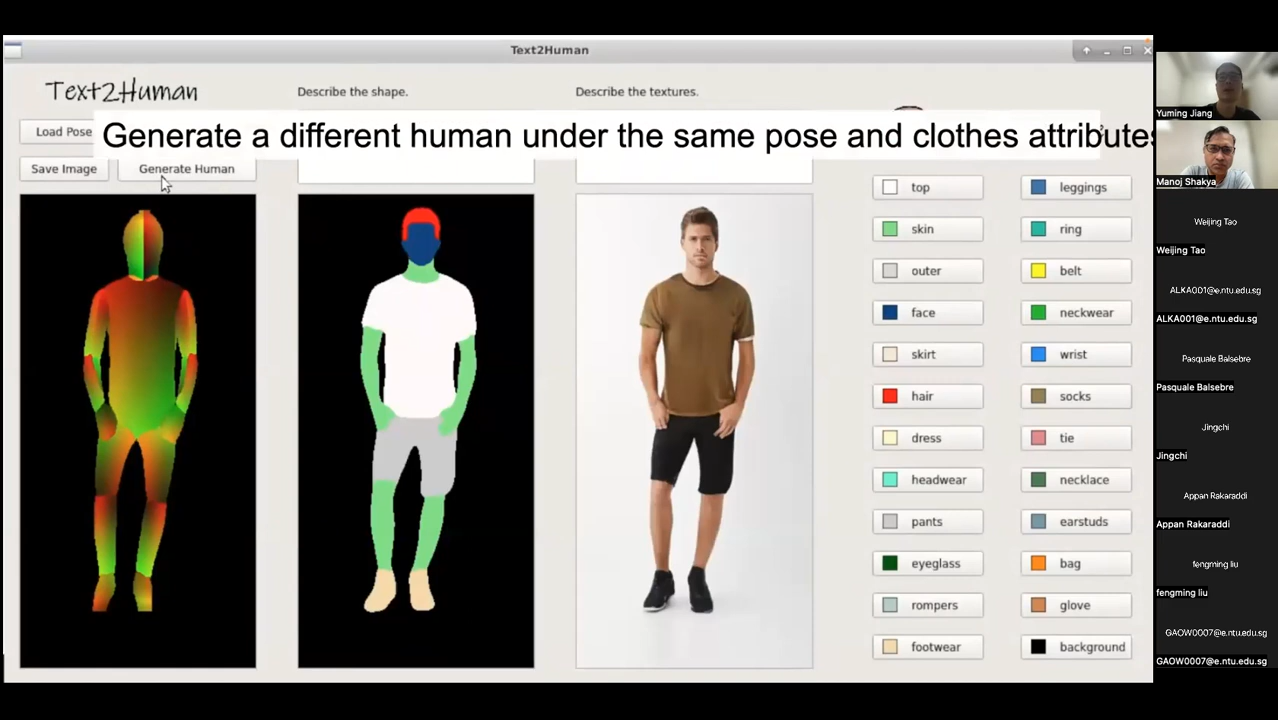 Text2Human
Text2Human
Describe the shape.
Describe the textures.
Load Pose
Generate a different human under the same pose and clothes attributes
Save Image
Generate Human
top
leggings
skin
ring
outer
belt
face
neckwear
skirt
wrist
hair
socks
dress
tie
headwear
necklace
pants
earstuds
eyeglass
bag
rompers
glove
footwear
background
Yuming Jiang
Manoj Shakya
Weijing Tao
Weijing Tao
ALKA001@e.ntu.edu.sg
ALKA001@e.ntu.edu.sg
Pasquale Balsebre
Pasquale Balsebre
Jingchi
Jingchi
Appan Rakaraddi
Appan Rakaraddi
fengming liu
fengming liu
GAOW0007@e.ntu.edu.sg
GAOW0007@e.ntu.edu.sg